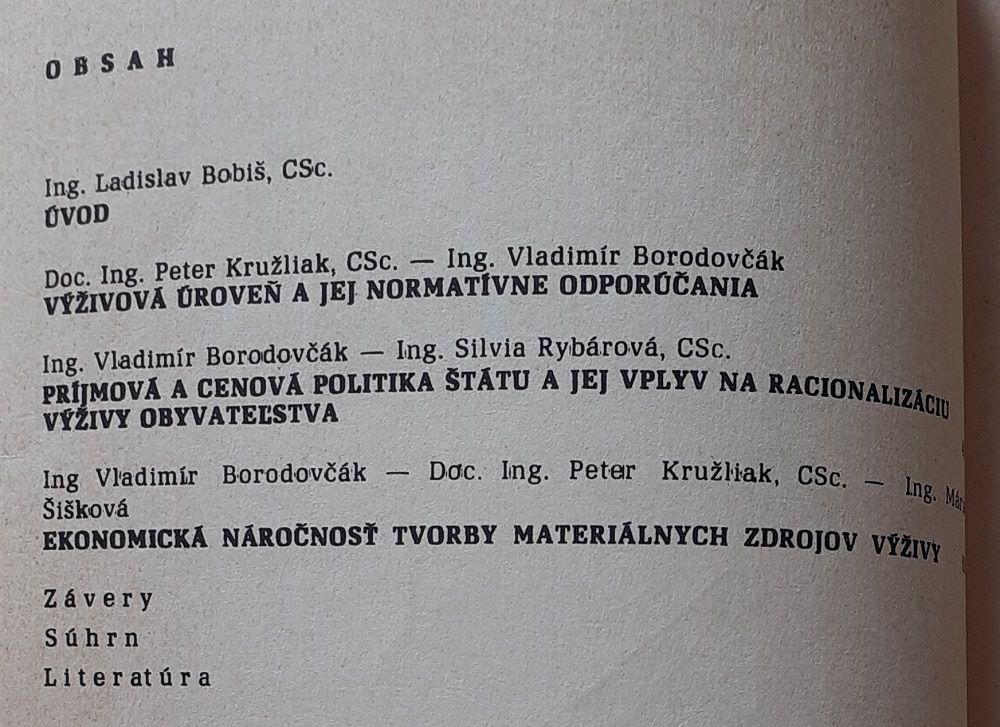 O B S A H
Ing. Ladislav Bobiš, CSc.
ÚVOD
Doc. Ing. Peter Kružliak, CSc. — Ing. Vladimír Borodovčák
VÝŽIVOVÁ ÚROVEŇ A JEJ NORMATÍVNE ODPORÚČANIA
Ing. Vladimír Borodovčák — Ing. Silvia Rybárová, CSc.
PRÍJMOVÁ A CENOVÁ POLITIKA ŠTÁTU A JEJ VPLYV NA RACIONALIZÁCIU
VÝŽIVY OBYVATEĽSTVA
Ing Vladimír Borodovčák — Doc. Ing. Peter Kružliak, CSc. — Ing.
Šišková
EKONOMICKÁ NÁROČNOSŤ TVORBY MATERIÁLNYCH ZDROJOV VÝŽIVY
Závery
Súhrn
Literatúra